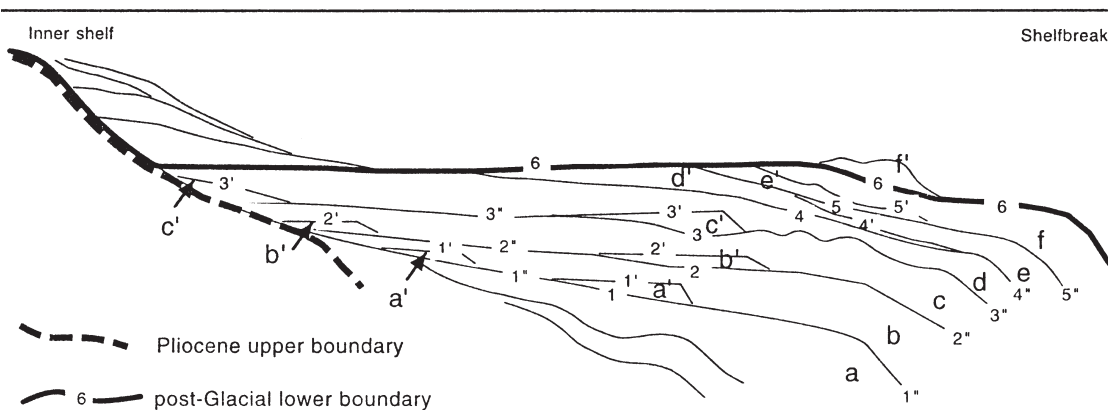 Inner shelf
Shelfbreak
6
f'
d'
e'
6
3'
5
5'
6
c'
3"
3'
4
4'
2'
3
c'
f
b'
1'
2"
2'
b'
2
d
e
a'
1"
1'
a'
1
c
4"
5"
3"
b
2"
Pliocene upper boundary
a
1"
6
post-Glacial lower boundary